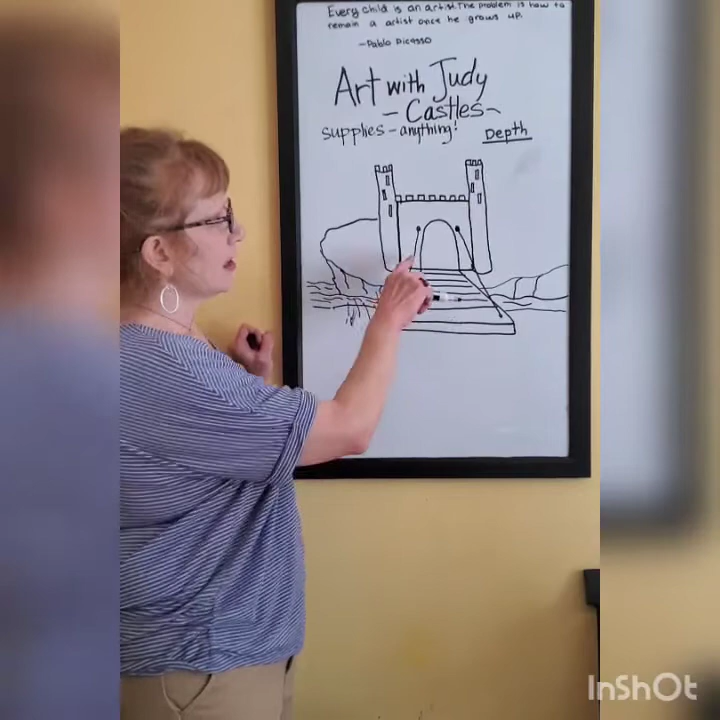 Every child is an artist. The problem is how to
remain a artist once he grows up.
-Pablo Picasso
Art with Judy
- Castles -
supplies - anything!
Depth
InShOt